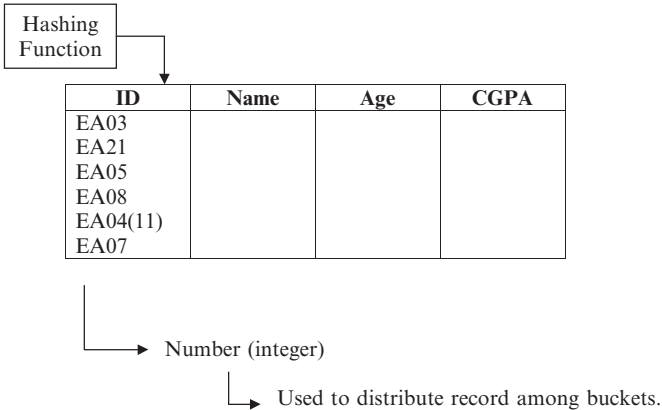 Hashing
Function
ID Name Age CGPA
EA03
EA21
EA05
EA08
EA04(11)
EA07
Number (integer)
Used to distribute record among buckets.